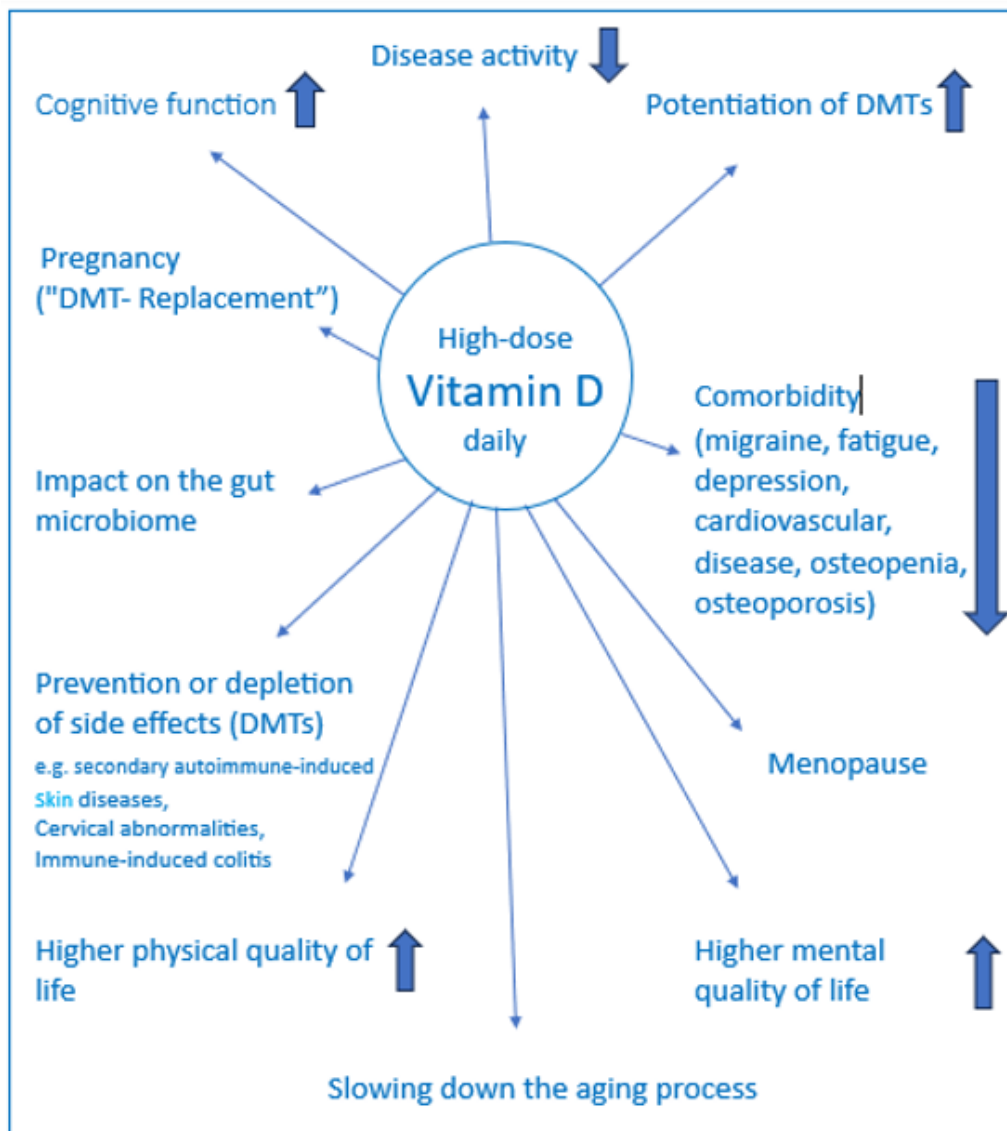 Disease activity
Cognitive function
Potentiation of DMTs
Pregnancy
("DMT- Replacement”)
High-dose
Vitamin D
daily
Comorbidity
(migraine, fatigue,
depression,
cardiovascular,
disease, osteopenia,
osteoporosis)
Impact on the gut
microbiome
Prevention or depletion
of side effects (DMTs)
e.g. secondary autoimmune-induced
Skin diseases,
Cervical abnormalities,
Immune-induced colitis
Menopause
Higher physical quality of
life
Higher mental
quality of life
Slowing down the aging process